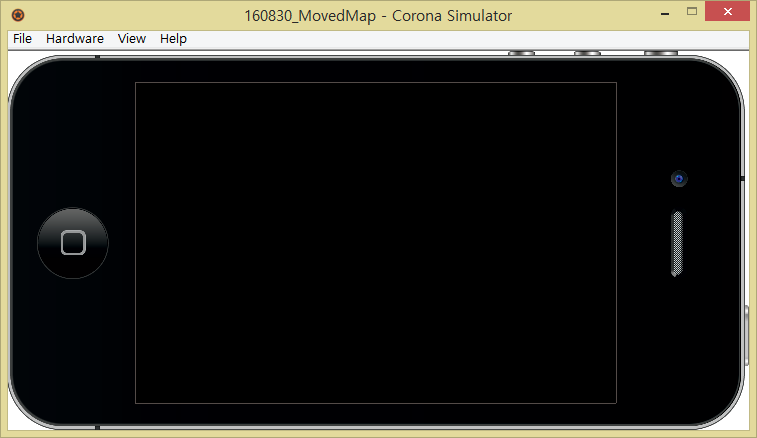 160830_MovedMap - Corona Simulator
File Hardware View Help